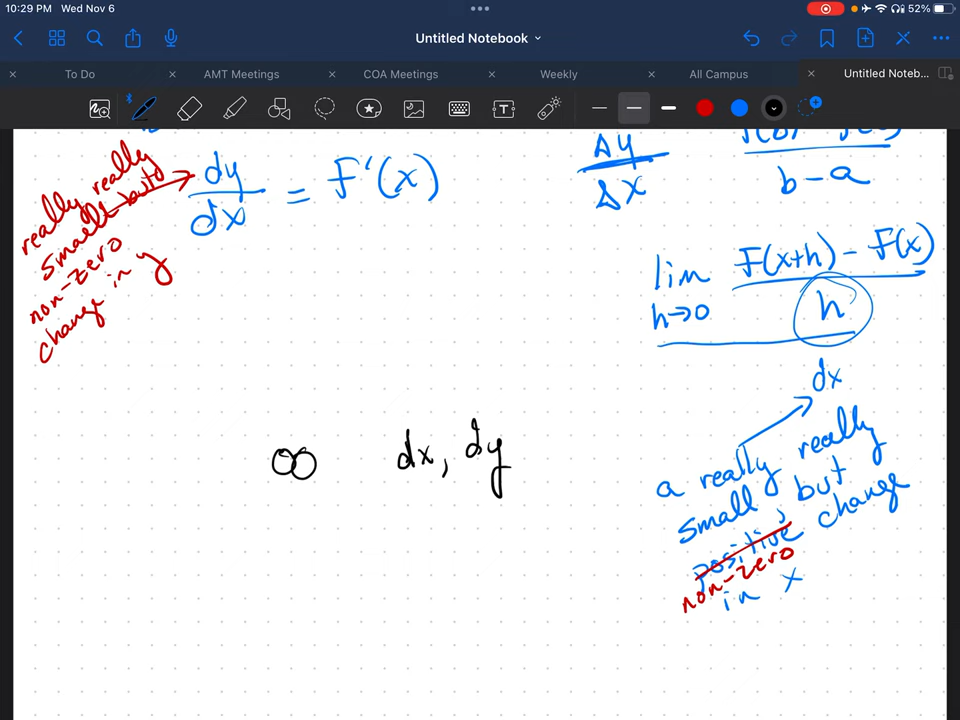 10:29 PM Wed Nov 6
52%
Untitled Notebook
To Do
AMT Meetings
COA Meetings
Weekly
All Campus
Untitled Noteb...
really really
small but
non-zero
change in y
dy
dx
= F'(x)
Δy
Δx
b-a
lim
h→0
F(x+h) - F(x)
h
dx
a really really
small, but
positive change
non-zero
in x
∞
dx, dy